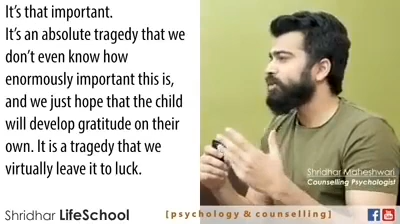 It's that important.
It's an absolute tragedy that we
don't even know how
enormously important this is,
and we just hope that the child
will develop gratitude on their
own. It is a tragedy that we
virtually leave it to luck.
Shridhar Maheshwari
Counselling Psychologist
Shridhar LifeSchool
[psychology & counselling]
f
You Tube